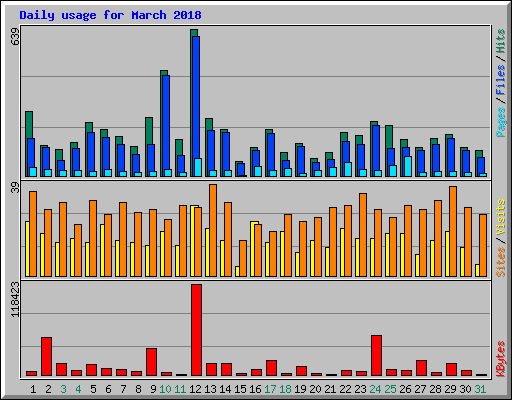 Daily usage for March 2018
639
Pages / Files / Hits
39
Sites / Visits
118423
KBytes
1 2 3 4 5 6 7 8 9 10 11 12 13 14 15 16 17 18 19 20 21 22 23 24 25 26 27 28 29 30 31